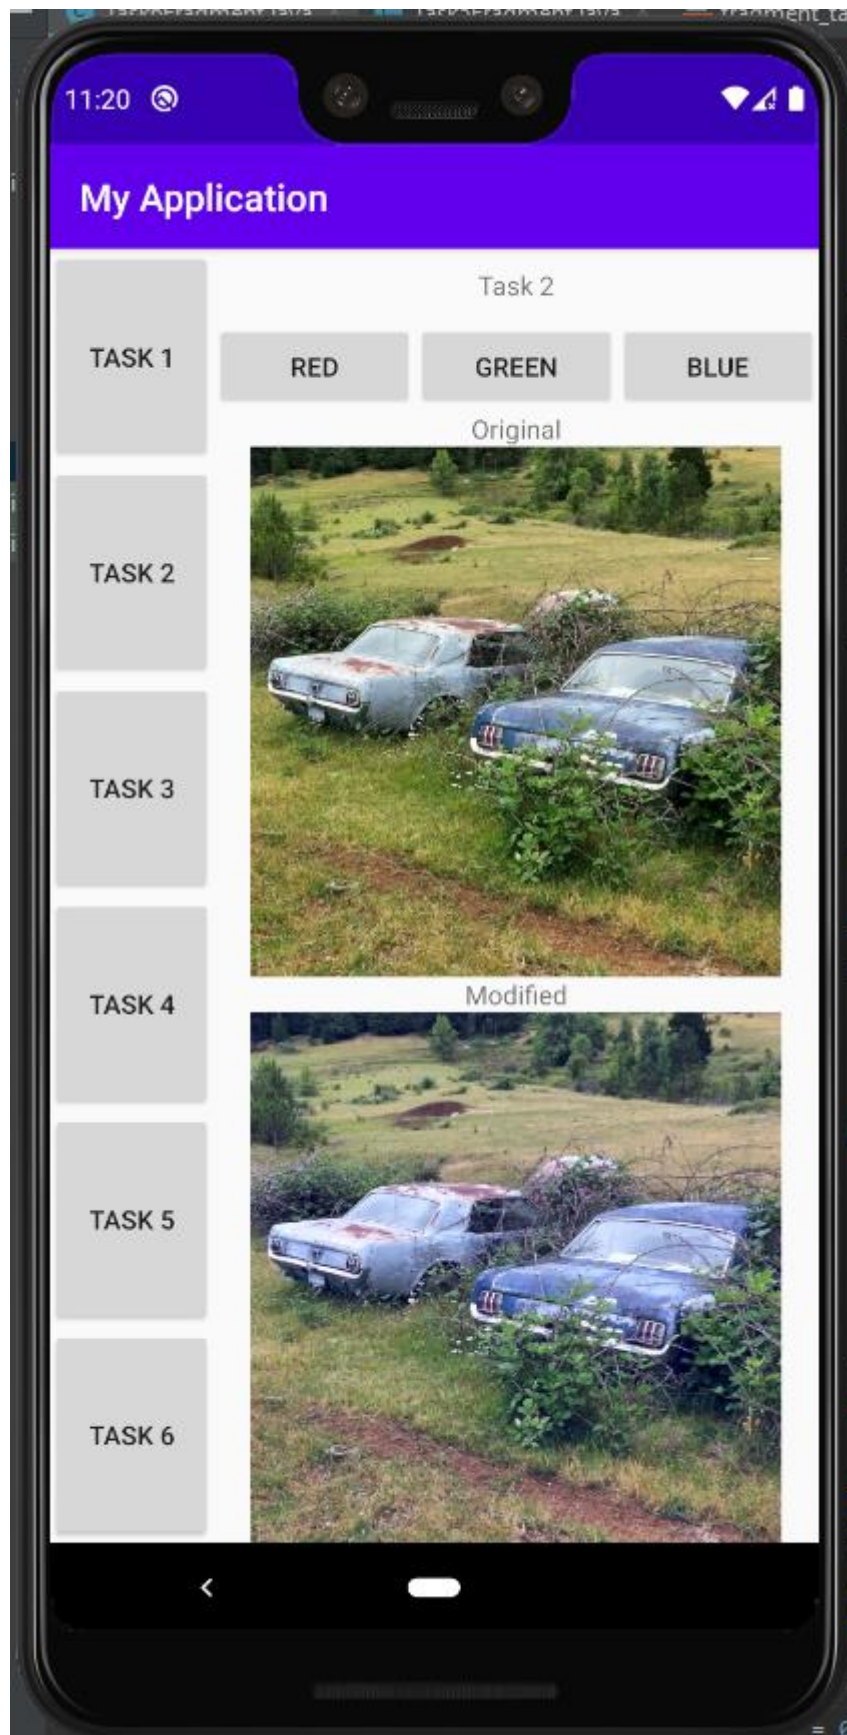 11:20
My Application
Task 2
TASK 1
RED GREEN BLUE
Original
TASK 2
TASK 3
TASK 4
Modified
TASK 5
TASK 6